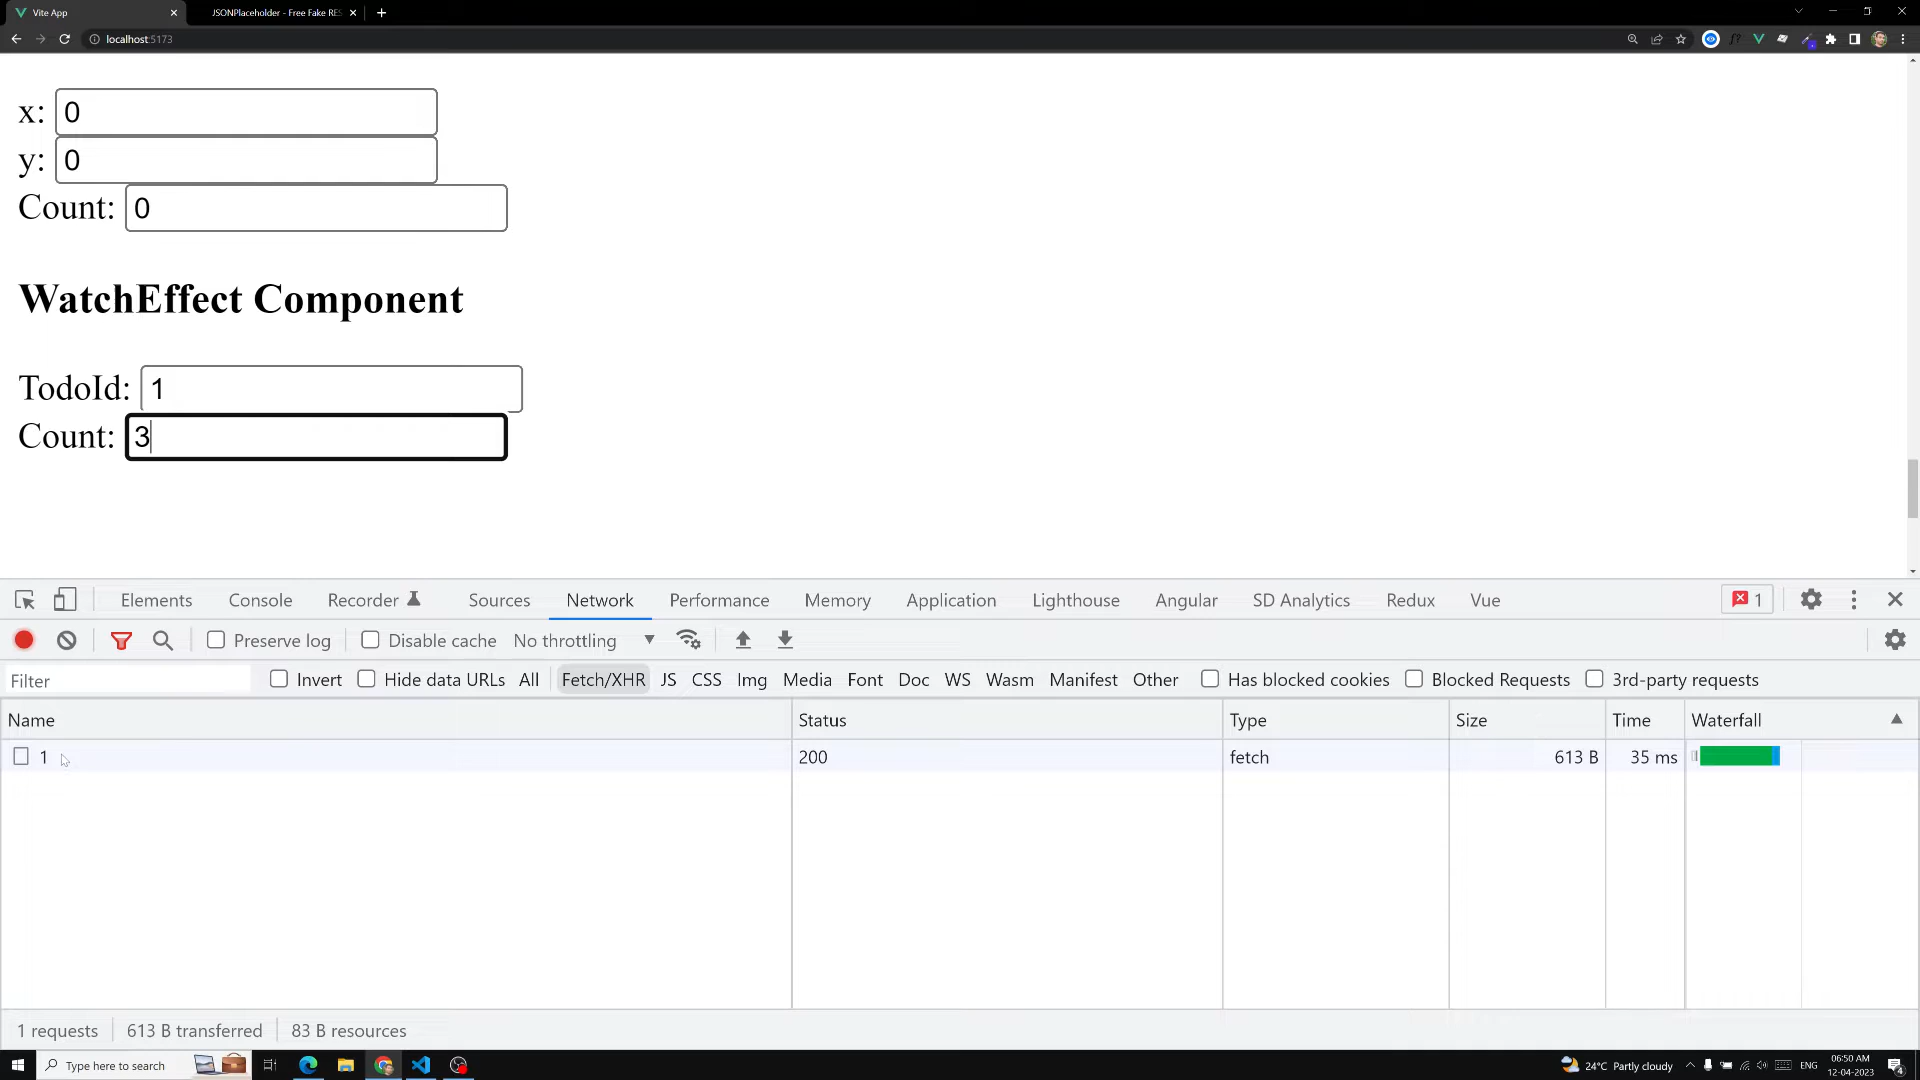 Vite App
JSONPlaceholder - Free Fake RES
localhost:5173
x: 0
y: 0
Count: 0
WatchEffect Component
TodoId: 1
Count: 3
Elements Console Recorder Sources Network Performance Memory Application Lighthouse Angular SD Analytics Redux Vue 1
Preserve log Disable cache No throttling
Filter Invert Hide data URLs All Fetch/XHR JS CSS Img Media Font Doc WS Wasm Manifest Other Has blocked cookies Blocked Requests 3rd-party requests
Name Status Type Size Time Waterfall
1 200 fetch 613 B 35 ms
1 requests 613 B transferred 83 B resources
Type here to search 24°C Partly cloudy ENG 06:50 AM
12-04-2023
4